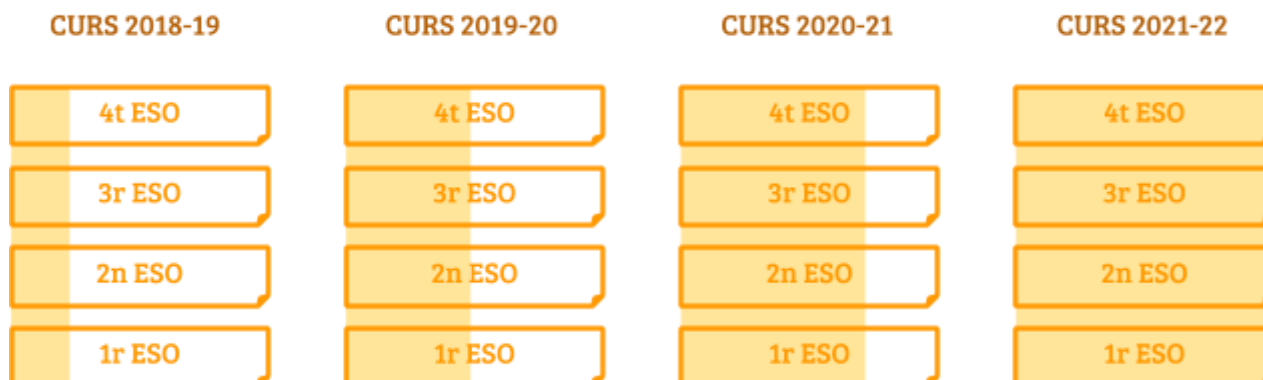 CURS 2018-19 CURS 2019-20 CURS 2020-21 CURS 2021-22
4t ESO 4t ESO 4t ESO 4t ESO
3r ESO 3r ESO 3r ESO 3r ESO
2n ESO 2n ESO 2n ESO 2n ESO
1r ESO 1r ESO 1r ESO 1r ESO